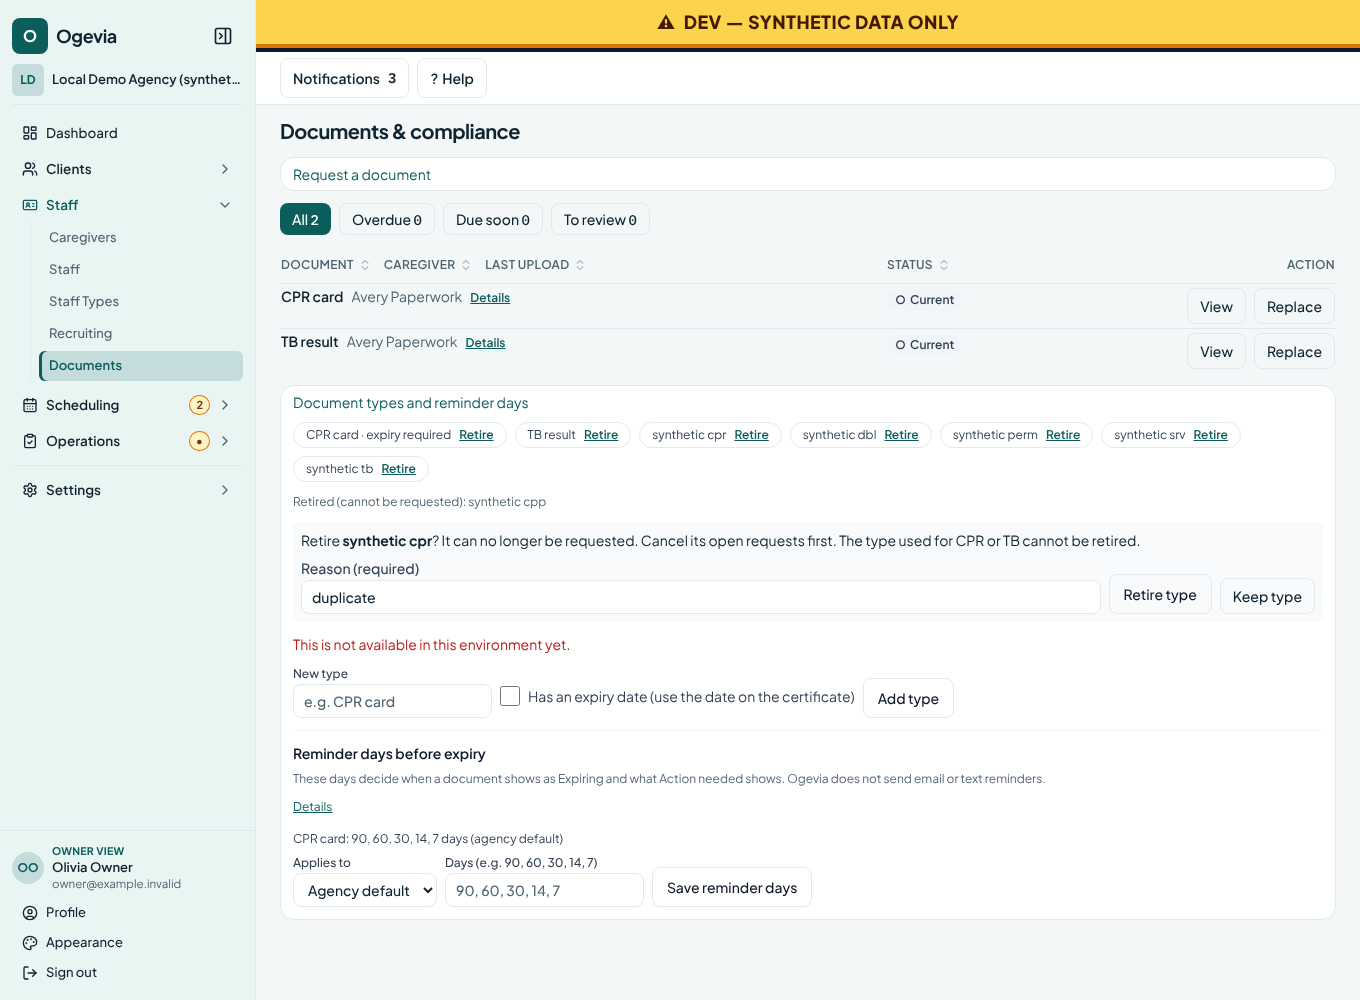 O Ogevia
LD Local Demo Agency (synthet...
Dashboard
Clients
Staff
Caregivers
Staff
Staff Types
Recruiting
Documents
Scheduling 2
Operations
Settings
OWNER VIEW
OO Olivia Owner
owner@example.invalid
Profile
Appearance
Sign out
DEV — SYNTHETIC DATA ONLY
Notifications 3 ? Help
Documents & compliance
Request a document
All 2 Overdue 0 Due soon 0 To review 0
DOCUMENT CAREGIVER LAST UPLOAD STATUS ACTION
CPR card Avery Paperwork Details Current View Replace
TB result Avery Paperwork Details Current View Replace
Document types and reminder days
CPR card · expiry required Retire TB result Retire synthetic cpr Retire synthetic dbl Retire synthetic perm Retire synthetic srv Retire
synthetic tb Retire
Retired (cannot be requested): synthetic cpp
Retire synthetic cpr? It can no longer be requested. Cancel its open requests first. The type used for CPR or TB cannot be retired.
Reason (required)
duplicate Retire type Keep type
This is not available in this environment yet.
New type
e.g. CPR card Has an expiry date (use the date on the certificate) Add type
Reminder days before expiry
These days decide when a document shows as Expiring and what Action needed shows. Ogevia does not send email or text reminders.
Details
CPR card: 90, 60, 30, 14, 7 days (agency default)
Applies to Days (e.g. 90, 60, 30, 14, 7)
Agency default 90, 60, 30, 14, 7 Save reminder days